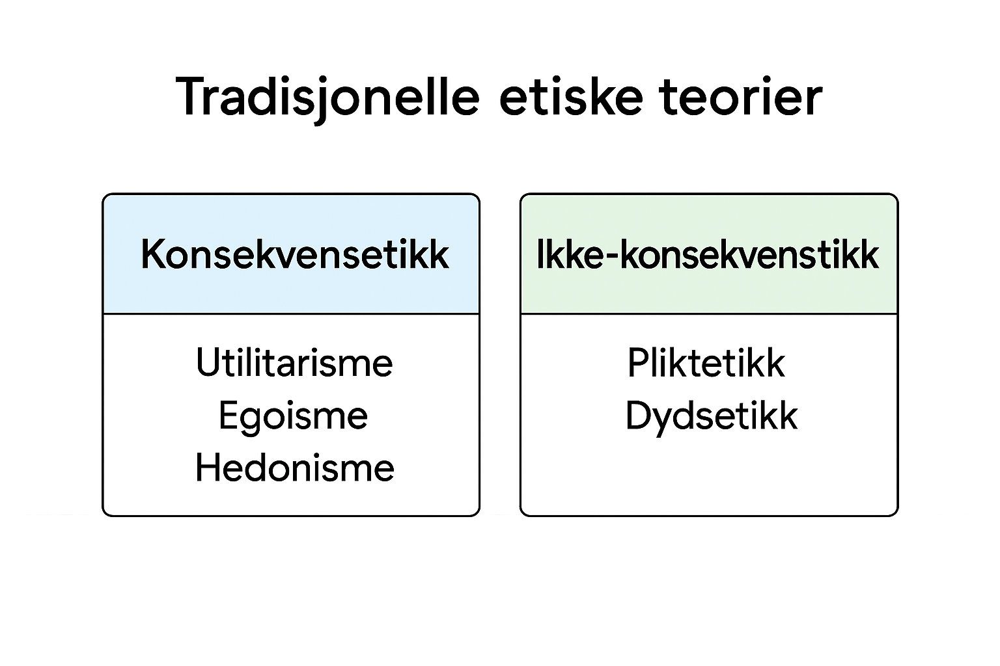 Tradisjonelle etiske teorier
Konsekvensetikk
Utilitarisme
Egoisme
Hedonisme
Ikke-konsekvenstikk
Pliktetikk
Dydsetikk